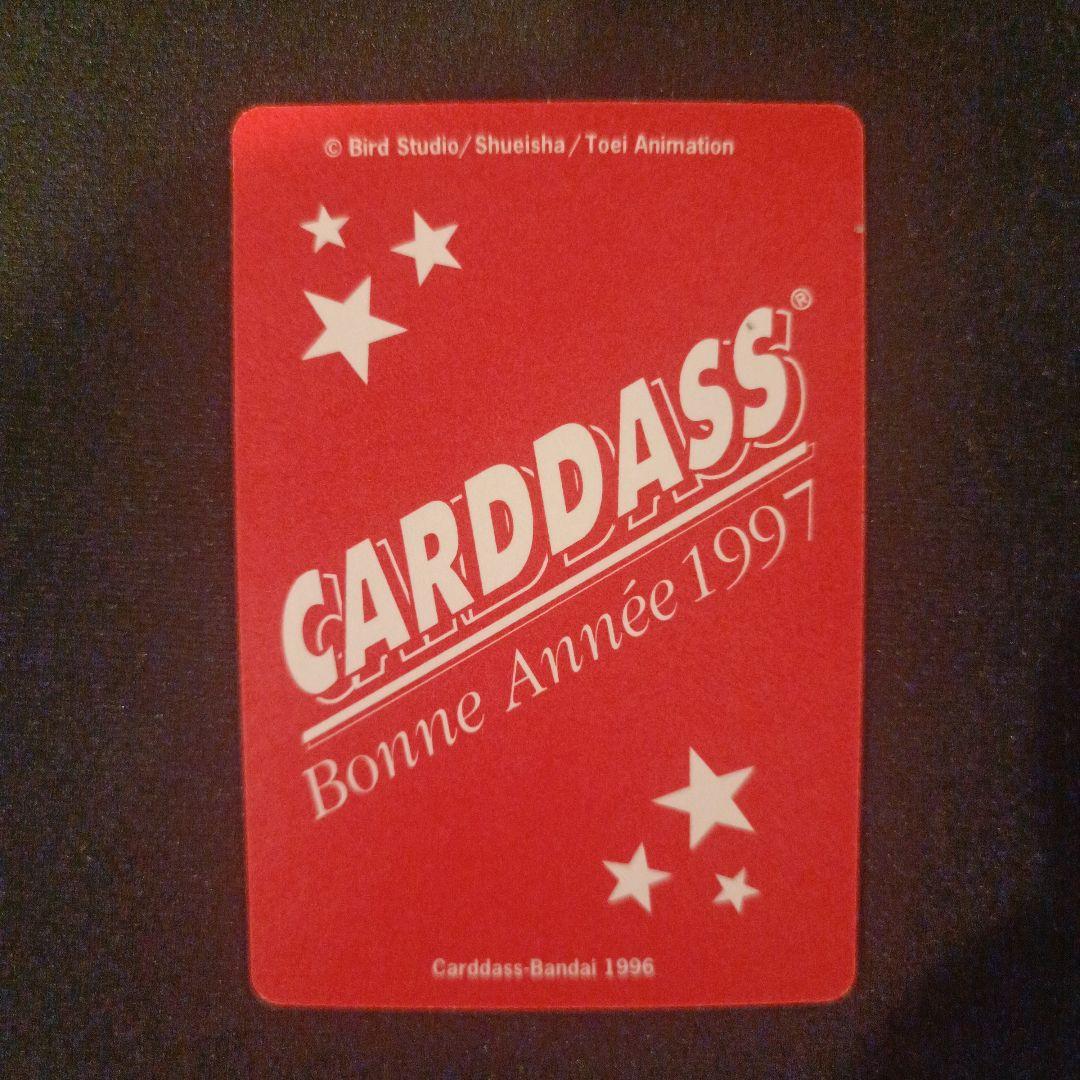 © Bird Studio/Shueisha/Toei Animation
CARDDASS®
Bonne Année 1997
Carddass-Bandai 1996